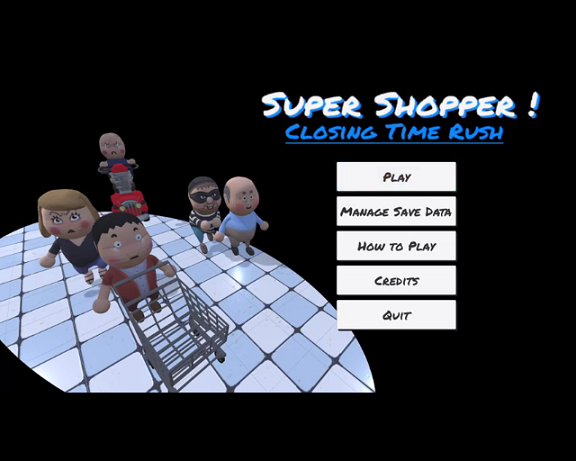 Super Shopper !
Closing Time Rush
Play
Manage Save Data
How to Play
Credits
Quit